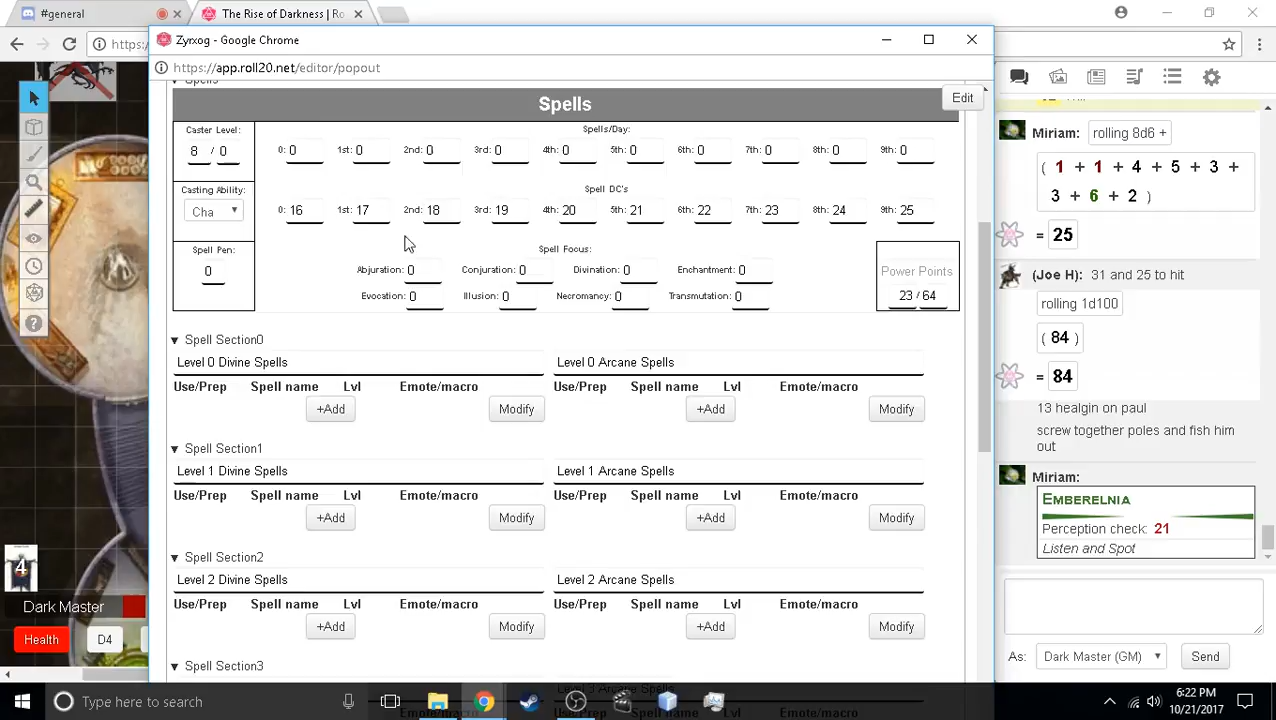 #general
The Rise of Darkness | Ro
https:
Zyrxog - Google Chrome
https://app.roll20.net/editor/popout
Spells
Edit
Caster Level:
8 / 0
Spells/Day:
0: 0 1st: 0 2nd: 0 3rd: 0 4th: 0 5th: 0 6th: 0 7th: 0 8th: 0 9th: 0
Casting Ability:
Cha
Spell DC's
0: 16 1st: 17 2nd: 18 3rd: 19 4th: 20 5th: 21 6th: 22 7th: 23 8th: 24 9th: 25
Spell Pen:
0
Spell Focus:
Abjuration: 0 Conjuration: 0 Divination: 0 Enchantment: 0
Evocation: 0 Illusion: 0 Necromancy: 0 Transmutation: 0
Power Points
23 / 64
Spell Section0
Level 0 Divine Spells Level 0 Arcane Spells
Use/Prep Spell name Lvl Emote/macro Use/Prep Spell name Lvl Emote/macro
+Add Modify +Add Modify
Spell Section1
Level 1 Divine Spells Level 1 Arcane Spells
Use/Prep Spell name Lvl Emote/macro Use/Prep Spell name Lvl Emote/macro
+Add Modify +Add Modify
Spell Section2
Level 2 Divine Spells Level 2 Arcane Spells
Use/Prep Spell name Lvl Emote/macro Use/Prep Spell name Lvl Emote/macro
+Add Modify +Add Modify
Spell Section3
4
Dark Master
Health D4
Miriam: rolling 8d6 +
( 1 + 1 + 4 + 5 + 3 +
3 + 6 + 2 )
= 25
(Joe H): 31 and 25 to hit
rolling 1d100
( 84 )
= 84
13 healgin on paul
screw together poles and fish him
out
Miriam:
EMBERELNIA
Perception check: 21
Listen and Spot
As: Dark Master (GM) Send
Type here to search
6:22 PM
10/21/2017